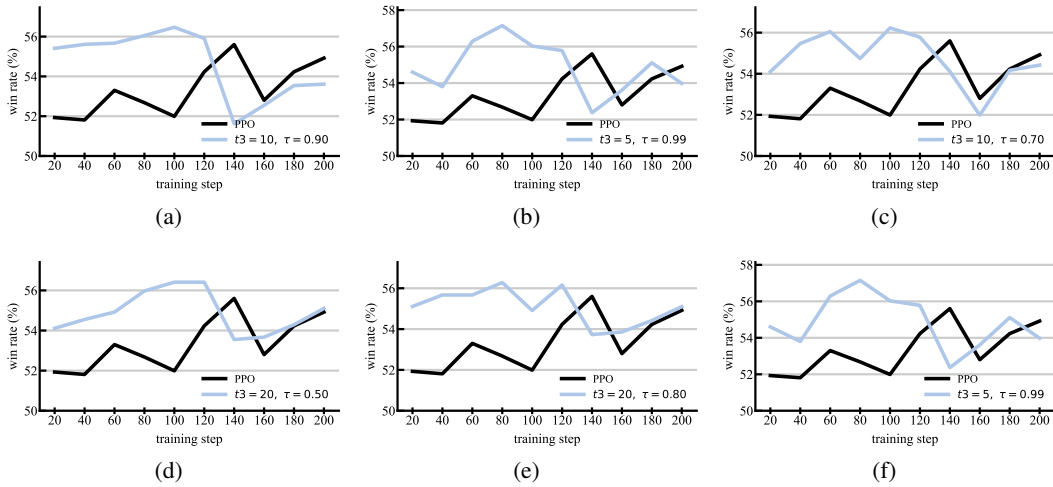 win rate (%)
56
54
52
50
PPO
t3 = 10, τ = 0.90
20 40 60 80 100 120 140 160 180 200
training step
(a)
win rate (%)
58
56
54
52
50
PPO
t3 = 5, τ = 0.99
20 40 60 80 100 120 140 160 180 200
training step
(b)
win rate (%)
56
54
52
50
PPO
t3 = 10, τ = 0.70
20 40 60 80 100 120 140 160 180 200
training step
(c)
win rate (%)
56
54
52
50
PPO
t3 = 20, τ = 0.50
20 40 60 80 100 120 140 160 180 200
training step
(d)
win rate (%)
56
54
52
50
PPO
t3 = 20, τ = 0.80
20 40 60 80 100 120 140 160 180 200
training step
(e)
win rate (%)
58
56
54
52
50
PPO
t3 = 5, τ = 0.99
20 40 60 80 100 120 140 160 180 200
training step
(f)